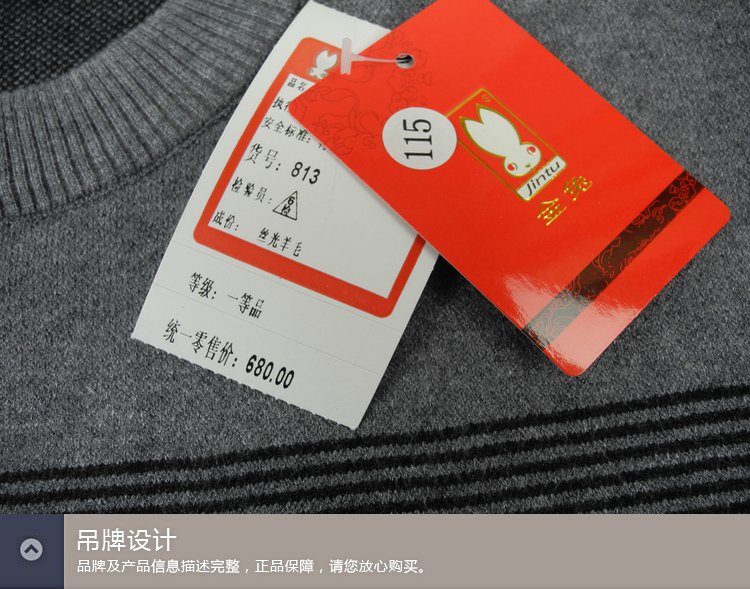 品名
执行
安全标准:
货号: 813
检验员:
成份: 丝光羊毛
等级: 一等品
统一零售价: 680.00
115
jintu
金兔
吊牌设计
品牌及产品信息描述完整，正品保障，请您放心购买。